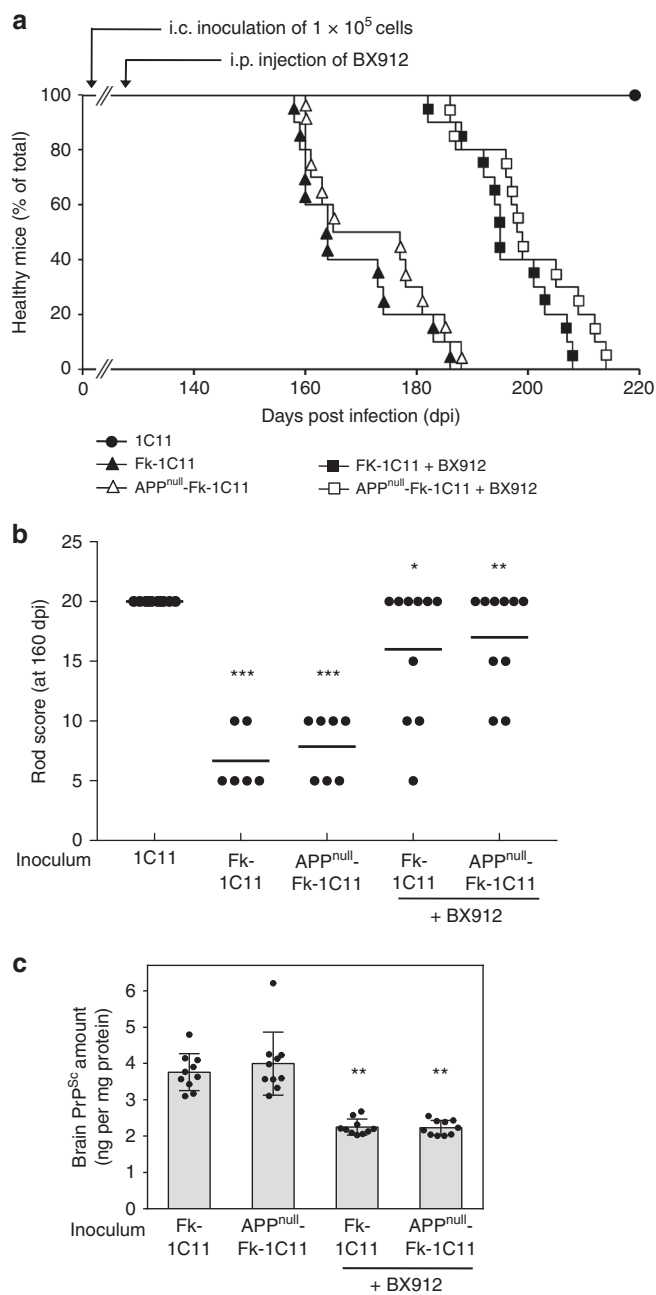 a
i.c. inoculation of 1 × 10⁵ cells
i.p. injection of BX912
Healthy mice (% of total)
100
80
60
40
20
0
0 140 160 180 200 220
Days post infection (dpi)
1C11
Fk-1C11
FK-1C11 + BX912
APPⁿᵘˡˡ-Fk-1C11
APPⁿᵘˡˡ-Fk-1C11 + BX912
b
Rod score (at 160 dpi)
25
20
15
10
5
0
*** *** * **
Inoculum
1C11
Fk-
1C11
APPⁿᵘˡˡ-
Fk-1C11
Fk-
1C11
APPⁿᵘˡˡ-
Fk-1C11
+ BX912
c
Brain PrPˢᶜ amount
(ng per mg protein)
6
5
4
3
2
1
0
** **
Inoculum
Fk-
1C11
APPⁿᵘˡˡ-
Fk-1C11
Fk-
1C11
APPⁿᵘˡˡ-
Fk-1C11
+ BX912